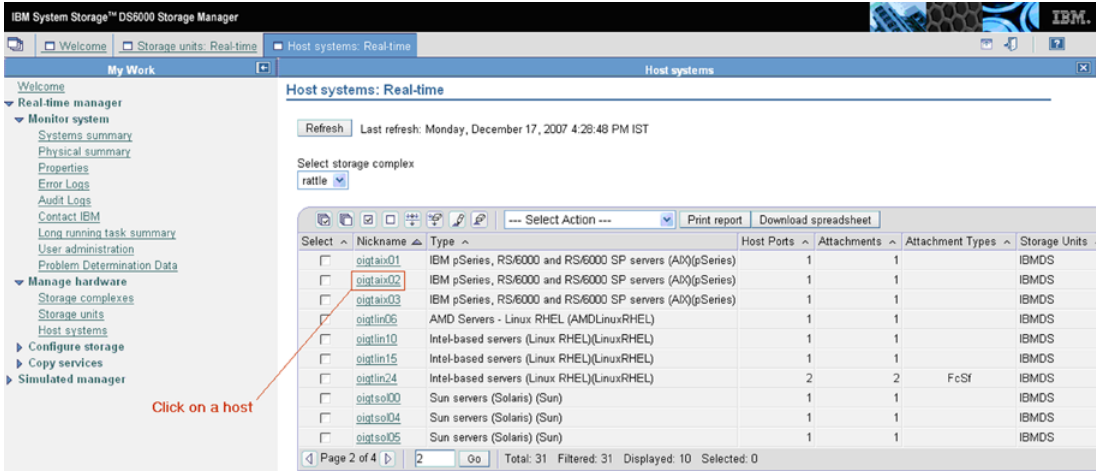 IBM System Storage™ DS6000 Storage Manager
IBM.
Welcome
Storage units: Real-time
Host systems: Real-time
?
My Work
Host systems
Welcome
Real-time manager
Monitor system
Systems summary
Physical summary
Properties
Error Logs
Audit Logs
Contact IBM
Long running task summary
User administration
Problem Determination Data
Manage hardware
Storage complexes
Storage units
Host systems
Configure storage
Copy services
Simulated manager
Click on a host
Host systems: Real-time
Refresh Last refresh: Monday, December 17, 2007 4:28:48 PM IST
Select storage complex
rattle
--- Select Action --- Print report Download spreadsheet
Select Nickname Type Host Ports Attachments Attachment Types Storage Units
oigtaix01 IBM pSeries, RS/6000 and RS/6000 SP servers (AIX)(pSeries) 1 1 IBMDS
oigtaix02 IBM pSeries, RS/6000 and RS/6000 SP servers (AIX)(pSeries) 1 1 IBMDS
oigtaix03 IBM pSeries, RS/6000 and RS/6000 SP servers (AIX)(pSeries) 1 1 IBMDS
oigtlin06 AMD Servers - Linux RHEL (AMDLinuxRHEL) 1 1 IBMDS
oigtlin10 Intel-based servers (Linux RHEL)(LinuxRHEL) 1 1 IBMDS
oigtlin15 Intel-based servers (Linux RHEL)(LinuxRHEL) 1 1 IBMDS
oigtlin24 Intel-based servers (Linux RHEL)(LinuxRHEL) 2 2 FcSf IBMDS
oigtsol00 Sun servers (Solaris) (Sun) 1 1 IBMDS
oigtsol04 Sun servers (Solaris) (Sun) 1 1 IBMDS
oigtsol05 Sun servers (Solaris) (Sun) 1 1 IBMDS
Page 2 of 4 2 Go Total: 31 Filtered: 31 Displayed: 10 Selected: 0